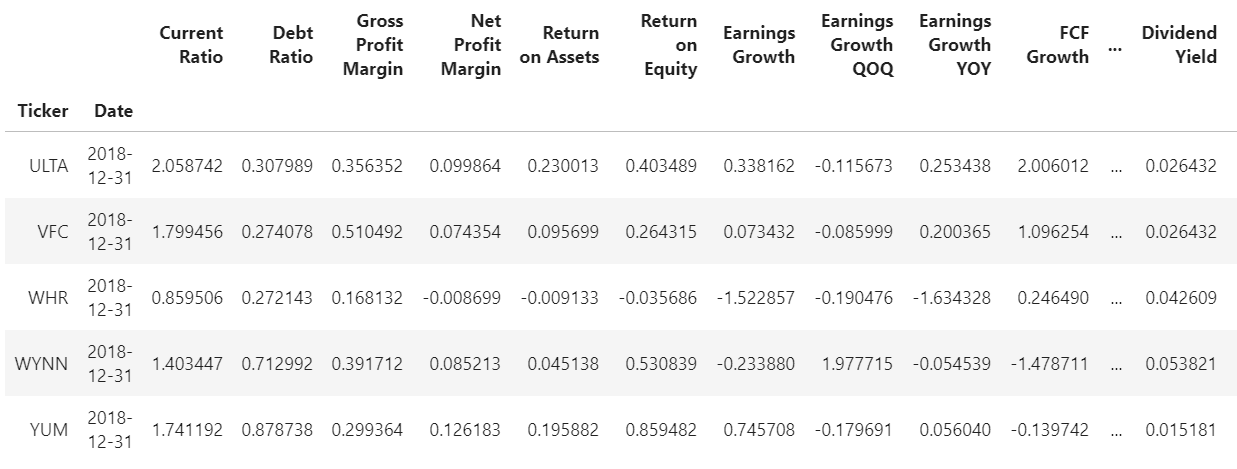 Current Ratio Debt Ratio Gross Profit Margin Net Profit Margin Return on Assets Return on Equity Earnings Growth Earnings Growth QOQ Earnings Growth YOY FCF Growth ... Dividend Yield
Ticker Date
ULTA 2018-12-31 2.058742 0.307989 0.356352 0.099864 0.230013 0.403489 0.338162 -0.115673 0.253438 2.006012 ... 0.026432
VFC 2018-12-31 1.799456 0.274078 0.510492 0.074354 0.095699 0.264315 0.073432 -0.085999 0.200365 1.096254 ... 0.026432
WHR 2018-12-31 0.859506 0.272143 0.168132 -0.008699 -0.009133 -0.035686 -1.522857 -0.190476 -1.634328 0.246490 ... 0.042609
WYNN 2018-12-31 1.403447 0.712992 0.391712 0.085213 0.045138 0.530839 -0.233880 1.977715 -0.054539 -1.478711 ... 0.053821
YUM 2018-12-31 1.741192 0.878738 0.299364 0.126183 0.195882 0.859482 0.745708 -0.179691 0.056040 -0.139742 ... 0.015181